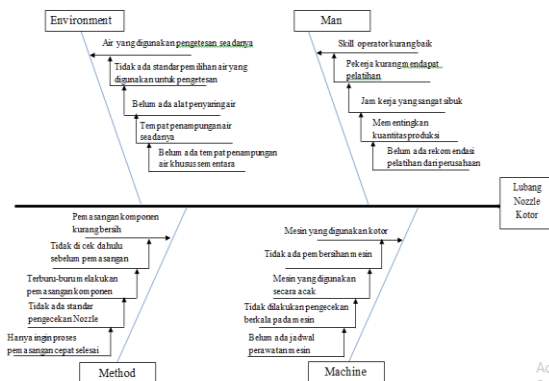 Environment
Man
Air yang digunakan pengetesan seadanya
Tidak ada standar pemilihan air yang
digunakan untuk pengetesan
Belum ada alat penyaring air
Tempat penampungan air
seadanya
Belum ada tempat penampungan
air khusus sementara
Skill operator kurang baik
Pekerja kurang mendapat
pelatihan
Jam kerja yang sangat sibuk
Mementingkan
kuantitas produksi
Belum ada rekomendasi
pelatihan dari perusahaan
Lubang
Nozzle
Kotor
Pemasangan komponen
kurang bersih
Tidak di cek dahulu
sebelum pemasangan
Terburu-buru melakukan
pemasangan komponen
Tidak ada standar
pengecekan Nozzle
Hanya ingin proses
pemasangan cepat selesai
Mesin yang digunakan kotor
Tidak ada pembersihan mesin
Mesin yang digunakan
secara acak
Tidak dilakukan pengecekan
berkala pada mesin
Belum ada jadwal
perawatan mesin
Method
Machine